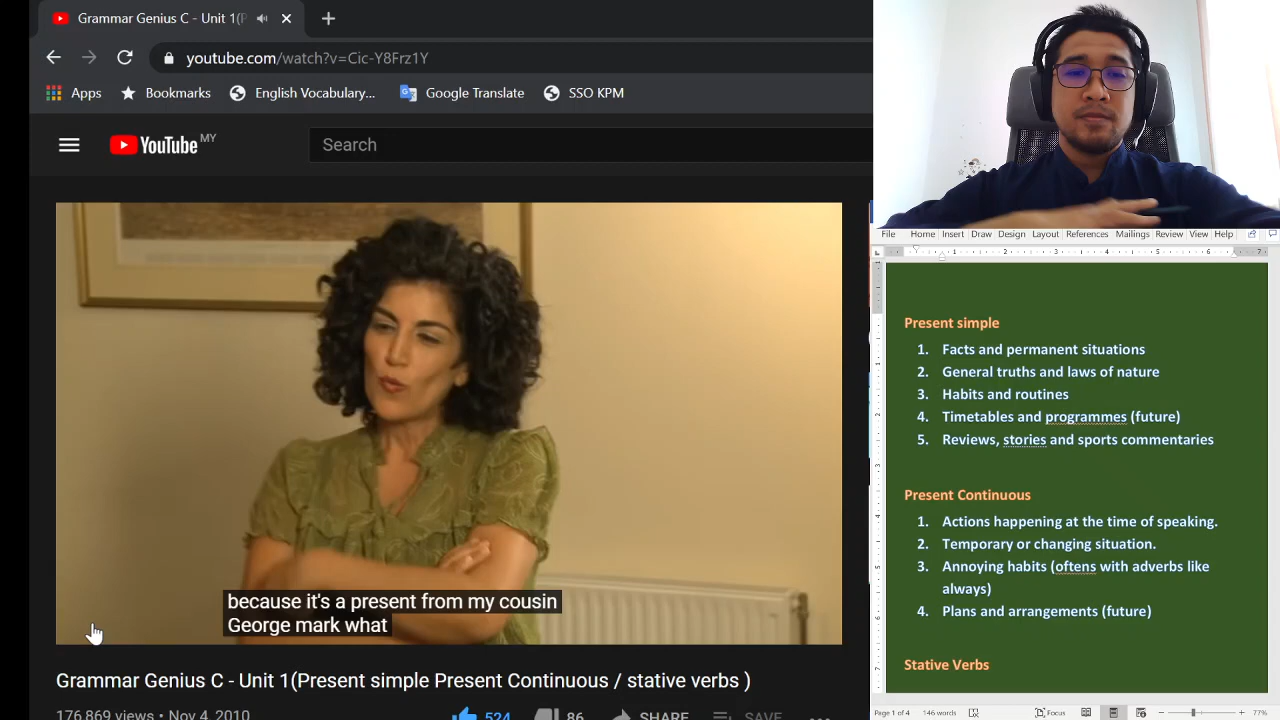 Grammar Genius C - Unit 1(P
youtube.com/watch?v=Cic-Y8Frz1Y
Apps
Bookmarks
English Vocabulary...
Google Translate
SSO KPM
YouTube MY
Search
because it's a present from my cousin
George mark what
Grammar Genius C - Unit 1(Present simple resent Continuous / stative verbs )
176,869 views
524
86
SHARE
SAVE
File Home Insert Draw Design Layout References Mailings Review View Help
Present simple
1. Facts and permanent situations
2. General truths and laws of nature
3. Habits and routines
4. Timetables and programmes (future)
5. Reviews, stories and sports commentaries
Present Continuous
1. Actions happening at the time of speaking.
2. Temporary or changing situation.
3. Annoying habits (oftens with adverbs like
always)
4. Plans and arrangements (future)
Stative Verbs
Page 1 of 4 146 words Focus 77%